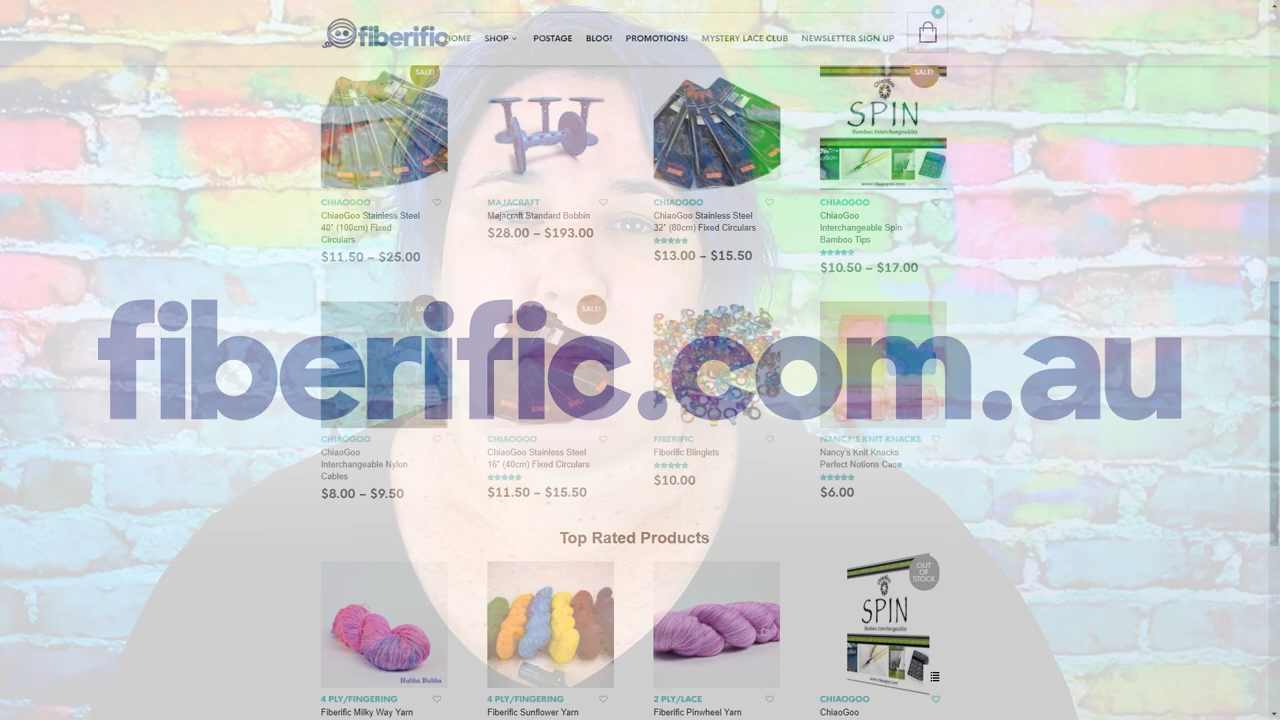 fiberific
HOME SHOP POSTAGE BLOG! PROMOTIONS! MYSTERY LACE CLUB NEWSLETTER SIGN UP
0
SALE!
SALE!
SPIN
Bamboo Interchangeables
CHIAOGOO
ChiaoGoo Stainless Steel
40" (100cm) Fixed
Circulars
$11.50 – $25.00
MAJACRAFT
Majacraft Standard Bobbin
$28.00 – $193.00
CHIAOGOO
ChiaoGoo Stainless Steel
32" (80cm) Fixed Circulars
$13.00 – $15.50
CHIAOGOO
ChiaoGoo
Interchangeable Spin
Bamboo Tips
$10.50 – $17.00
SALE!
SALE!
fiberific.com.au
CHIAOGOO
ChiaoGoo
Interchangeable Nylon
Cables
$8.00 – $9.50
CHIAOGOO
ChiaoGoo Stainless Steel
16" (40cm) Fixed Circulars
$11.50 – $15.50
FIBERIFIC
Fiberific Blinglets
$10.00
NANCY'S KNIT KNACKS
Nancy's Knit Knacks
Perfect Notions Case
$6.00
Top Rated Products
OUT
OF
STOCK
SPIN
Hubba Bubba
4 PLY/FINGERING
Fiberific Milky Way Yarn
4 PLY/FINGERING
Fiberific Sunflower Yarn
2 PLY/LACE
Fiberific Pinwheel Yarn
CHIAOGOO
ChiaoGoo